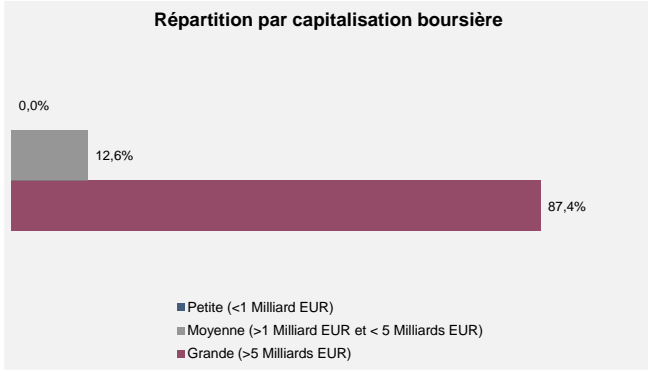 Répartition par capitalisation boursière
0,0%
12,6%
87,4%
Petite (<1 Milliard EUR)
Moyenne (>1 Milliard EUR et < 5 Milliards EUR)
Grande (>5 Milliards EUR)